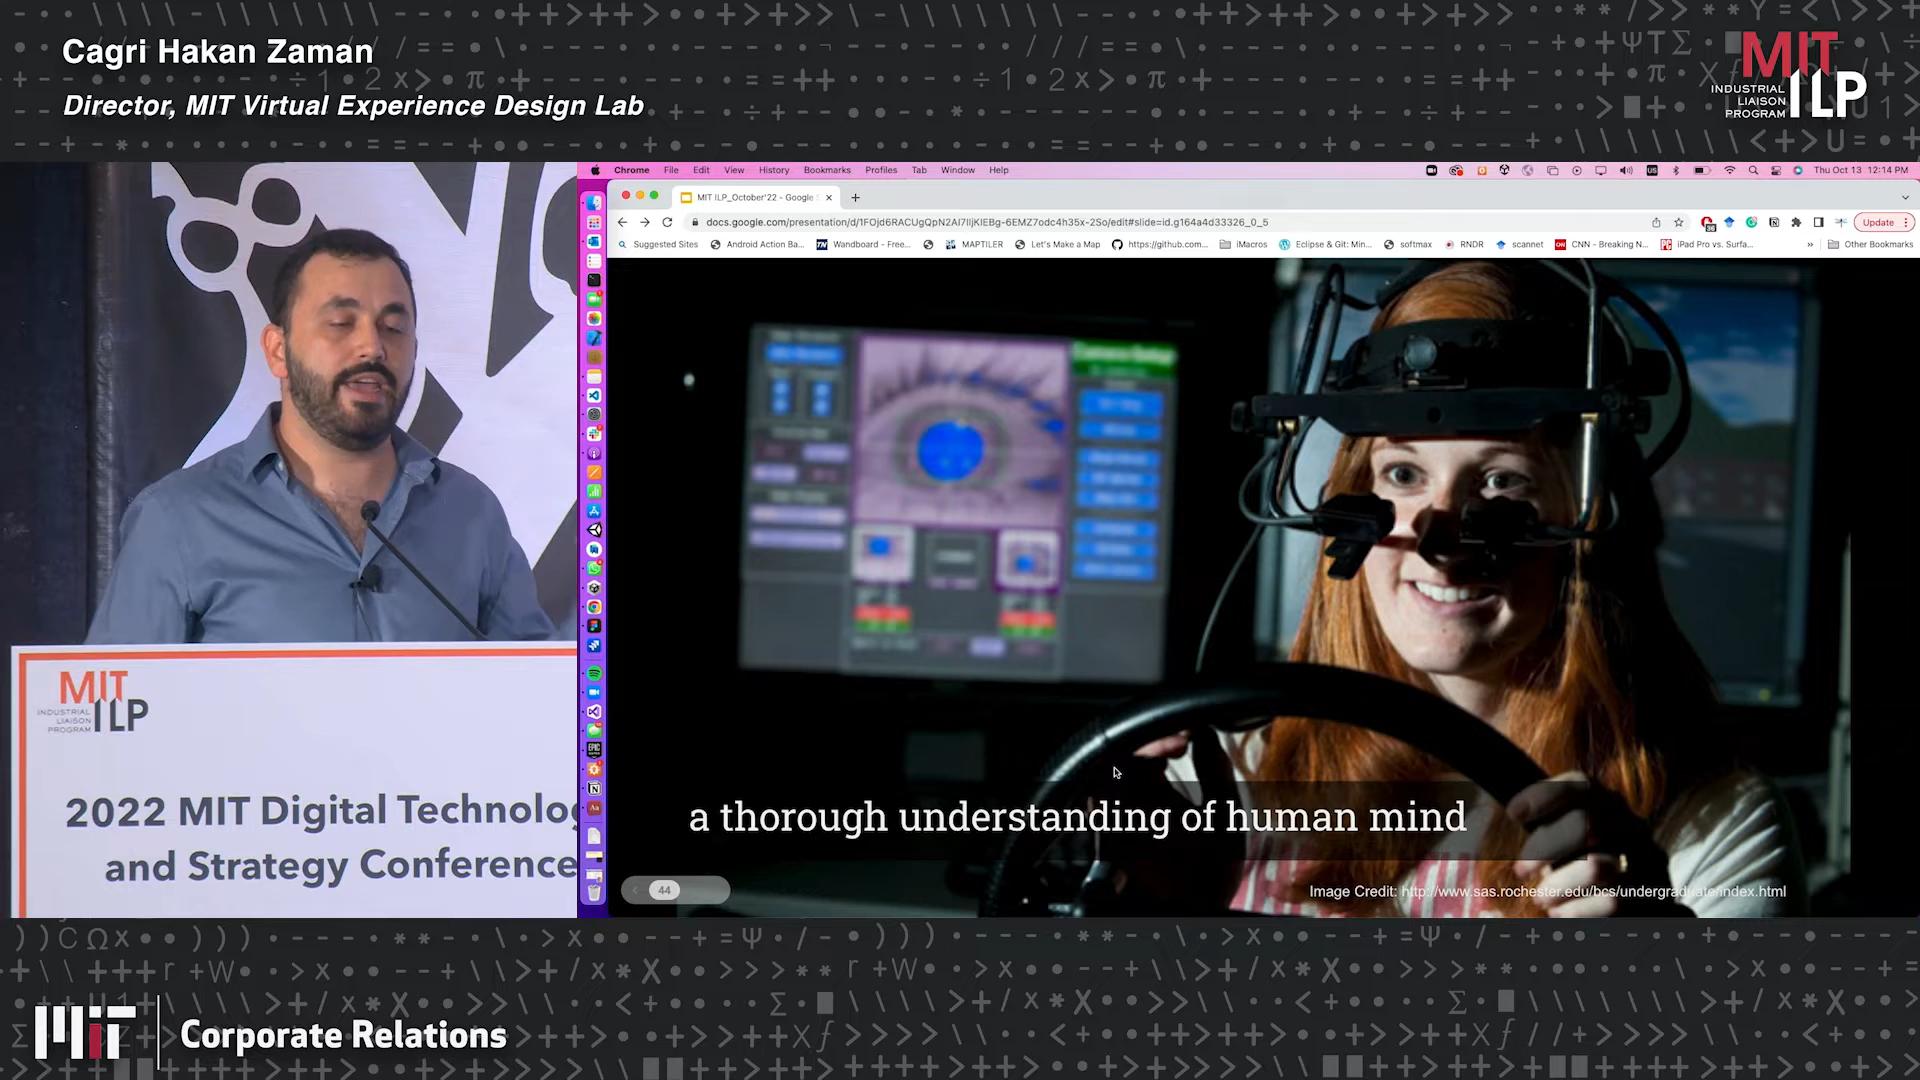 Cagri Hakan Zaman
Director, MIT Virtual Experience Design Lab
MIT
INDUSTRIAL
LIAISON
PROGRAM
ILP
Chrome File Edit View History Bookmarks Profiles Tab Window Help
Thu Oct 13 12:14 PM
MIT ILP_October'22 - Google S
docs.google.com/presentation/d/1FOjd6RACUgQpN2AI7IIjKIEBg-6EMZ7odc4h35x-2So/edit#slide=id.g164a4d33326_0_5
Update
Suggested Sites Android Action Ba... Wandboard - Free... MAPTILER Let's Make a Map https://github.com... iMacros Eclipse & Git: Min... softmax RNDR scannet CNN - Breaking N... iPad Pro vs. Surfa... » Other Bookmarks
Camera Setup
a thorough understanding of human mind
44
Image Credit: http://www.sas.rochester.edu/bcs/undergraduate/index.html
MIT
INDUSTRIAL
LIAISON
PROGRAM
ILP
2022 MIT Digital Technolog
and Strategy Conference
MIT
Corporate Relations